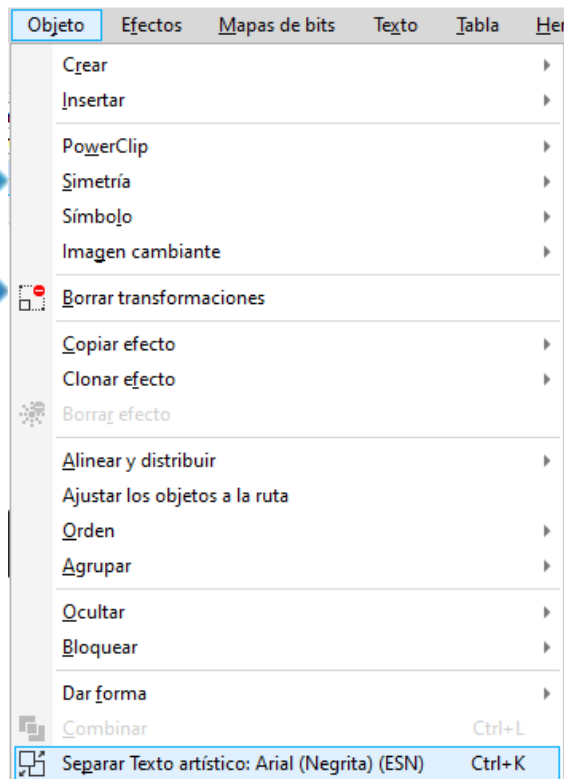 Objeto Efectos Mapas de bits Texto Tabla
Crear
Insertar
PowerClip
Simetría
Símbolo
Imagen cambiante
Borrar transformaciones
Copiar efecto
Clonar efecto
Borrar efecto
Alinear y distribuir
Ajustar los objetos a la ruta
Orden
Agrupar
Ocultar
Bloquear
Dar forma
Combinar Ctrl+L
Separar Texto artístico: Arial (Negrita) (ESN) Ctrl+K